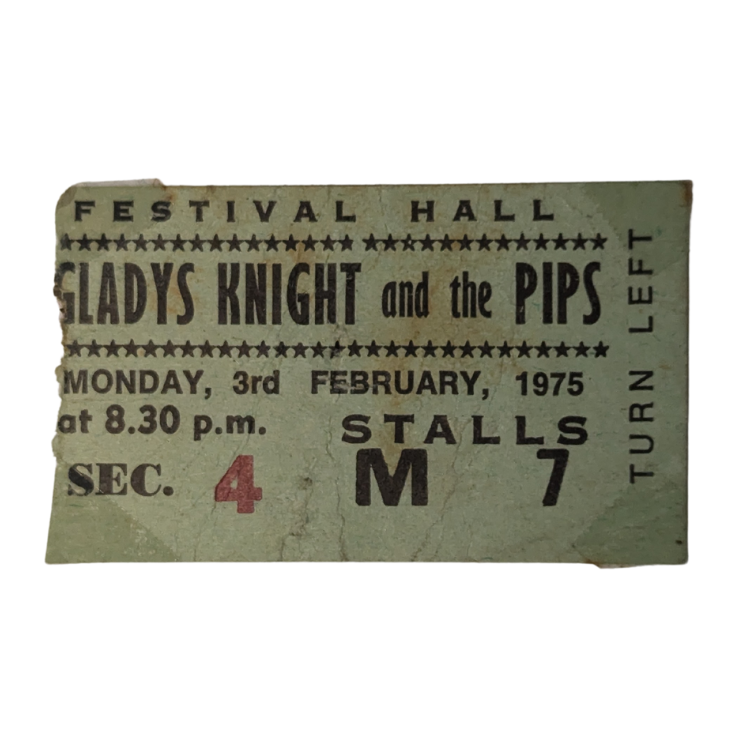 FESTIVAL HALL
★★★★★★★★★★★★★★★★★★★★★★★★★★★★★★★★★
GLADYS KNIGHT and the PIPS
★★★★★★★★★★★★★★★★★★★★★★★★★★★★★★★★★
MONDAY, 3rd FEBRUARY, 1975
at 8.30 p.m. STALLS
SEC. 4 M 7
TURN LEFT